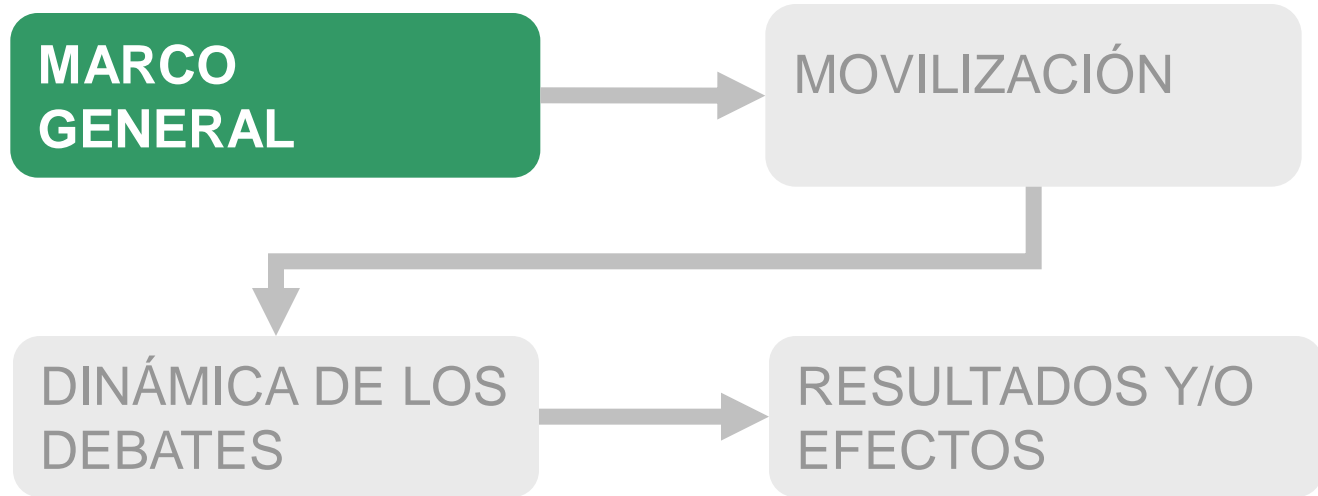 MARCO
GENERAL
MOVILIZACIÓN
DINÁMICA DE LOS
DEBATES
RESULTADOS Y/O
EFECTOS